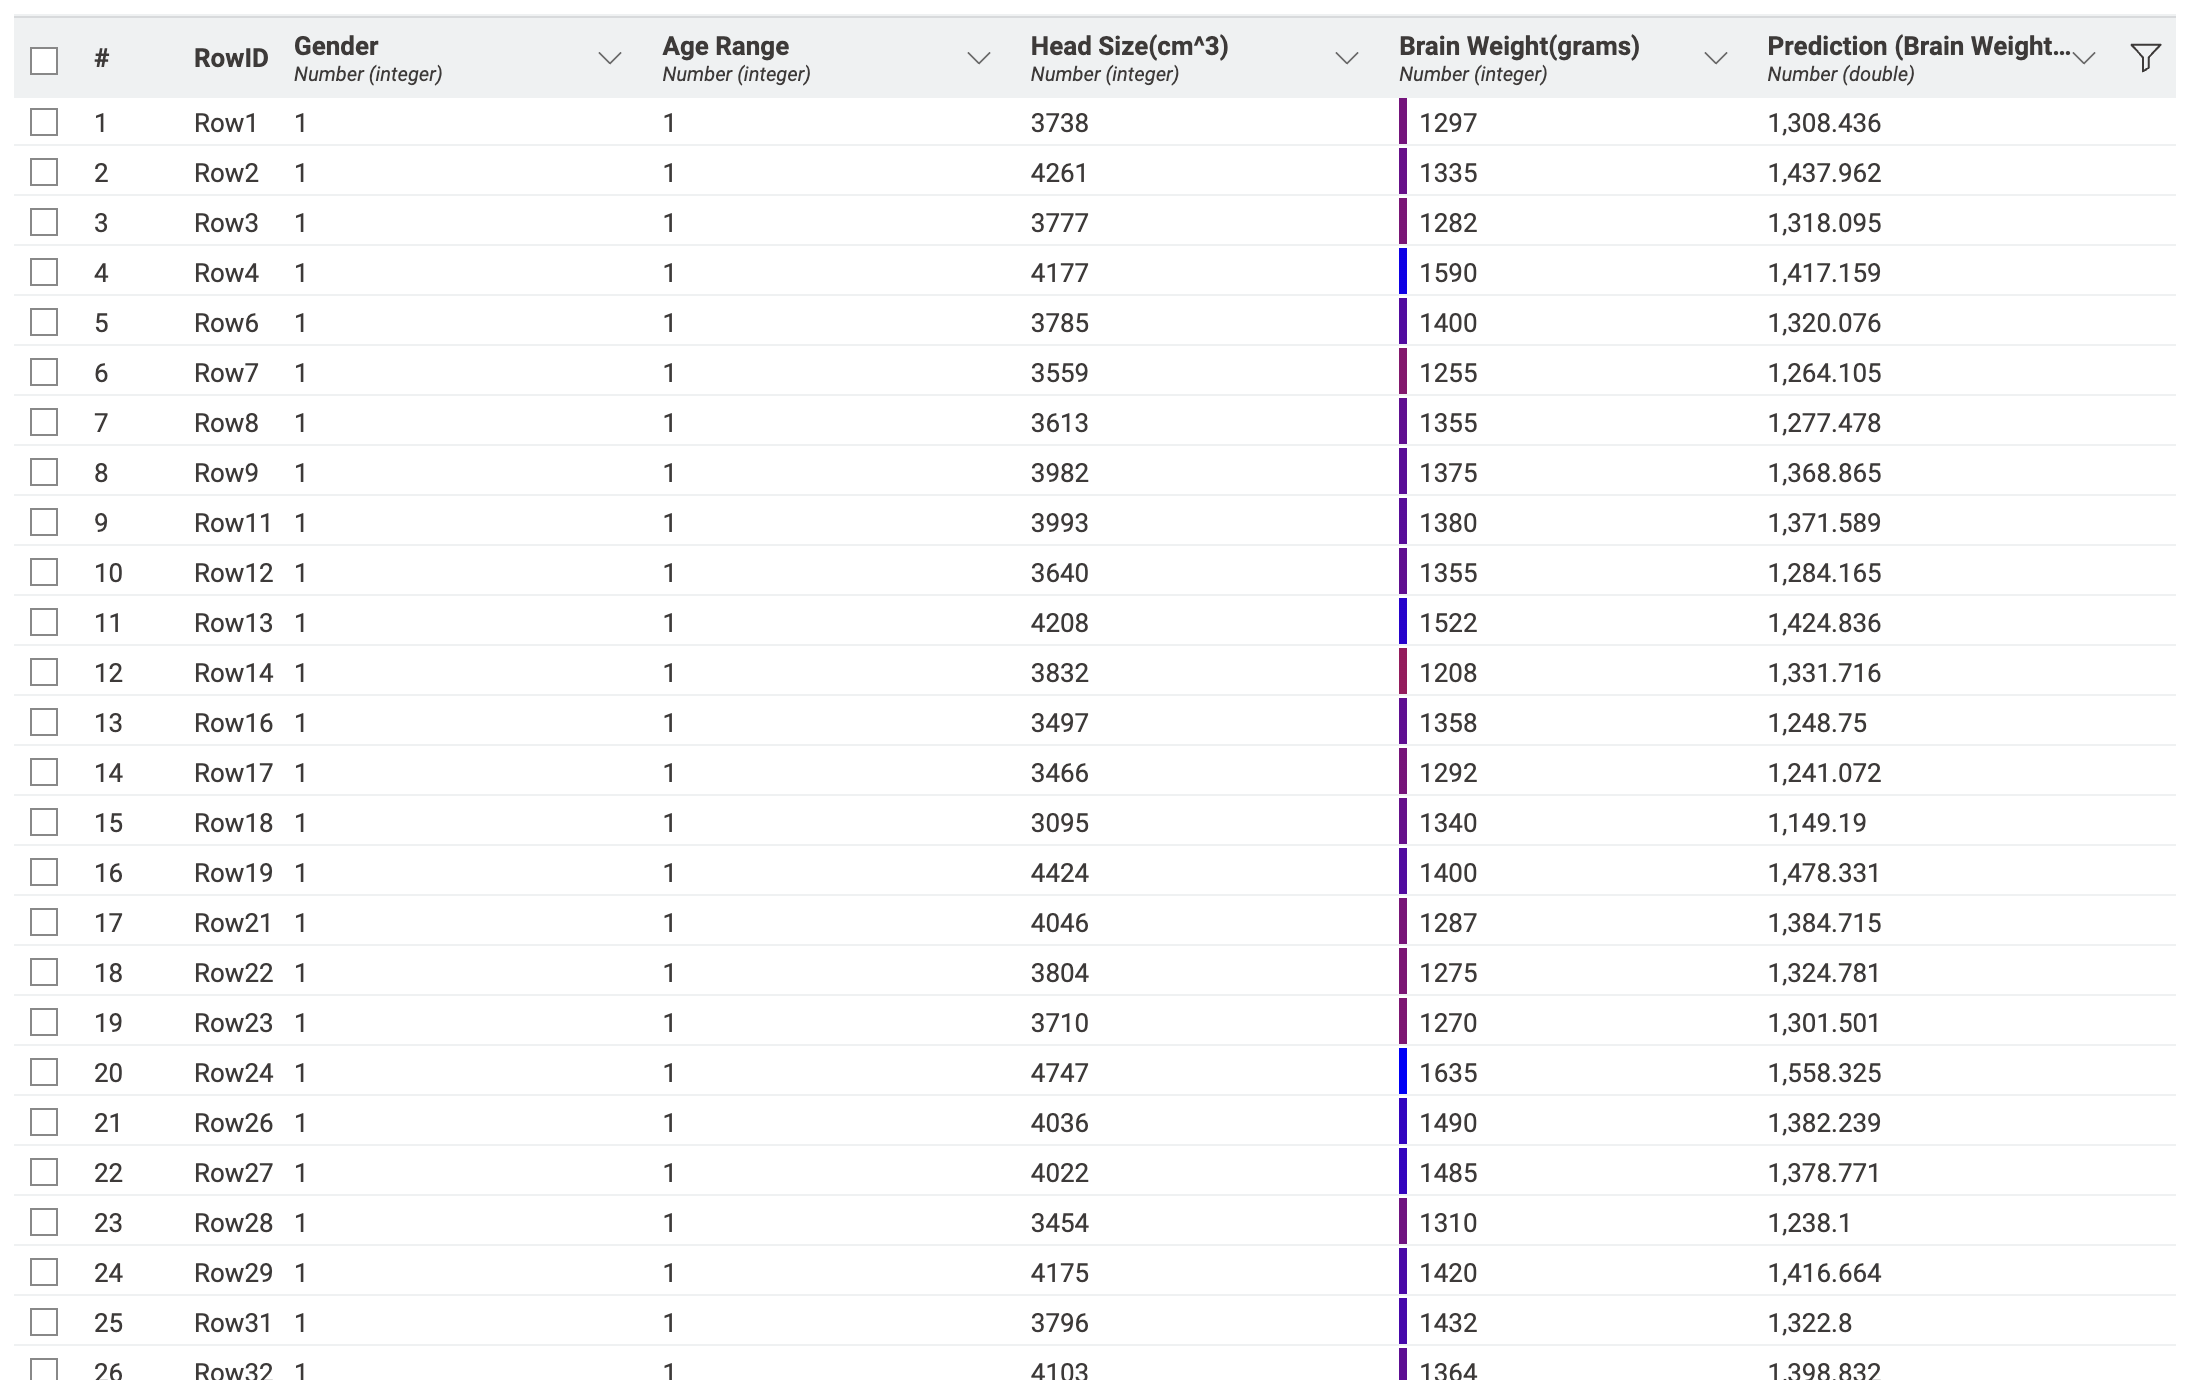 # RowID Gender Age Range Head Size(cm^3) Brain Weight(grams) Prediction (Brain Weight...
Number (integer) Number (integer) Number (integer) Number (integer) Number (double)
1 Row1 1 1 3738 1297 1,308.436
2 Row2 1 1 4261 1335 1,437.962
3 Row3 1 1 3777 1282 1,318.095
4 Row4 1 1 4177 1590 1,417.159
5 Row6 1 1 3785 1400 1,320.076
6 Row7 1 1 3559 1255 1,264.105
7 Row8 1 1 3613 1355 1,277.478
8 Row9 1 1 3982 1375 1,368.865
9 Row11 1 1 3993 1380 1,371.589
10 Row12 1 1 3640 1355 1,284.165
11 Row13 1 1 4208 1522 1,424.836
12 Row14 1 1 3832 1208 1,331.716
13 Row16 1 1 3497 1358 1,248.75
14 Row17 1 1 3466 1292 1,241.072
15 Row18 1 1 3095 1340 1,149.19
16 Row19 1 1 4424 1400 1,478.331
17 Row21 1 1 4046 1287 1,384.715
18 Row22 1 1 3804 1275 1,324.781
19 Row23 1 1 3710 1270 1,301.501
20 Row24 1 1 4747 1635 1,558.325
21 Row26 1 1 4036 1490 1,382.239
22 Row27 1 1 4022 1485 1,378.771
23 Row28 1 1 3454 1310 1,238.1
24 Row29 1 1 4175 1420 1,416.664
25 Row31 1 1 3796 1432 1,322.8
26 Row32 1 1 4103 1364 1,398.832